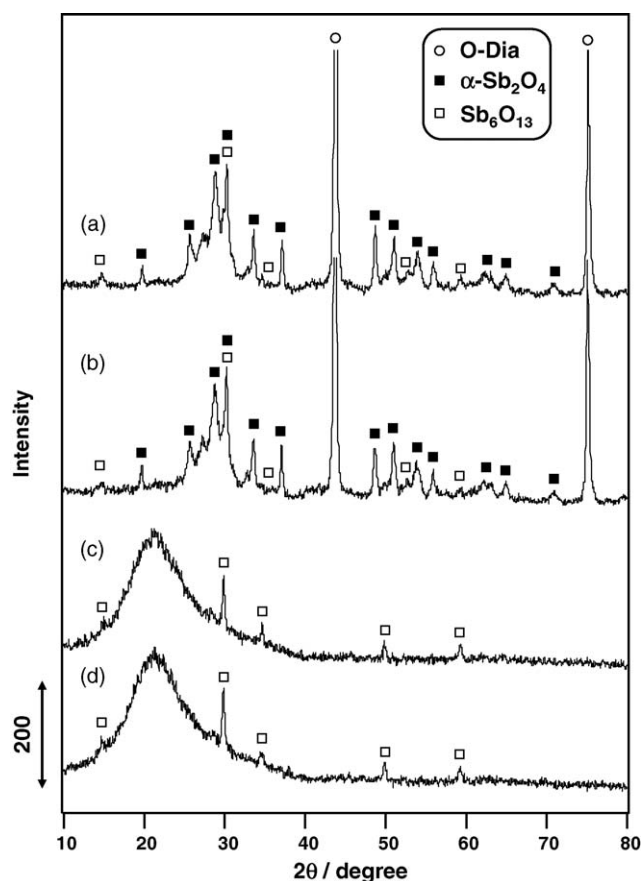 O-Dia
α-Sb₂O₄
Sb₆O₁₃
(a)
(b)
(c)
(d)
Intensity
200
10 20 30 40 50 60 70 80
2θ / degree